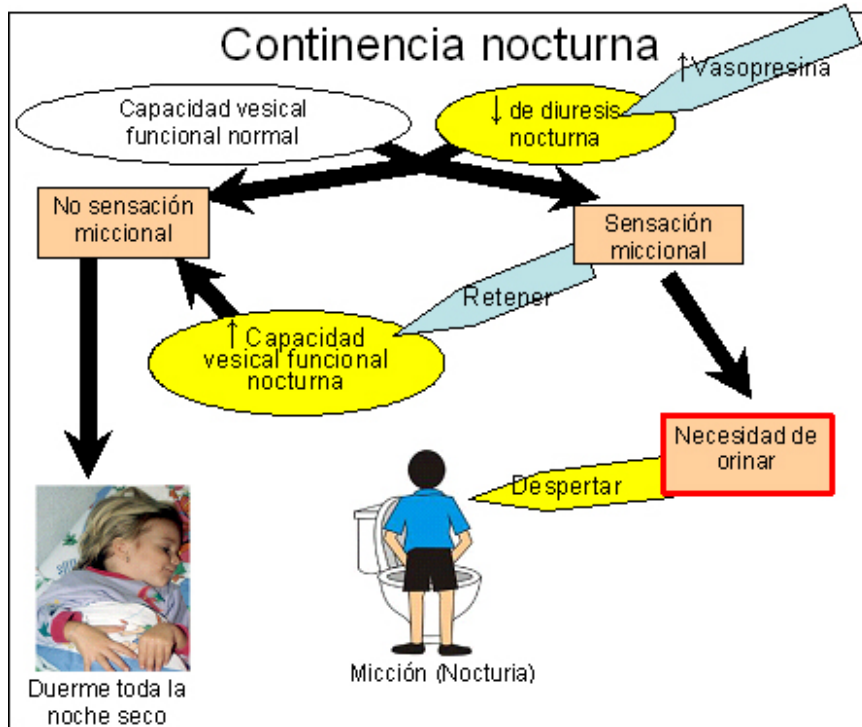 Continencia nocturna
↑Vasopresina
Capacidad vesical
funcional normal
↓ de diuresis
nocturna
No sensación
miccional
Sensación
miccional
Retener
↑ Capacidad
vesical funcional
nocturna
Necesidad de
orinar
Despertar
Micción (Nocturia)
Duerme toda la
noche seco